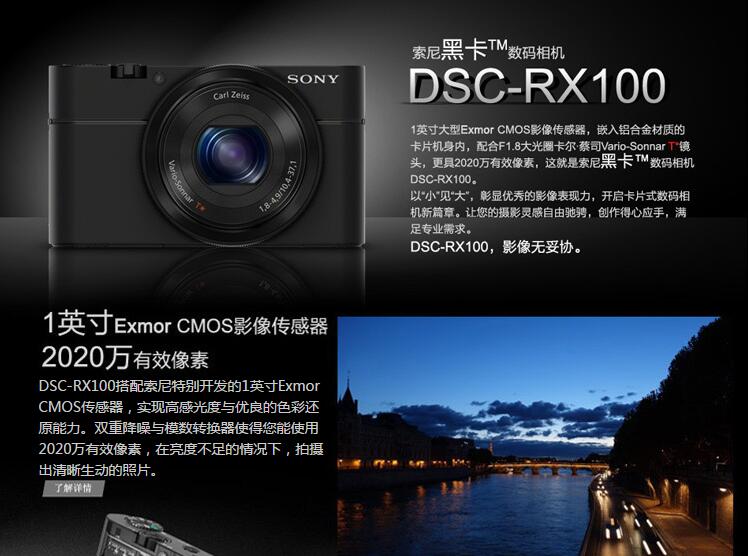 SONY
Carl Zeiss
Vario-Sonnar T* 1,8-4,9/10,4-37,1
索尼黑卡™数码相机
DSC-RX100
1英寸大型Exmor CMOS影像传感器，嵌入铝合金材质的
卡片机身内，配合F1.8大光圈卡尔·蔡司Vario-Sonnar T*镜
头，更具2020万有效像素，这就是索尼黑卡™数码相机
DSC-RX100。
以“小”见“大”，彰显优秀的影像表现力，开启卡片式数码相
机新篇章。让您的摄影灵感自由驰骋，创作得心应手，满
足专业需求。
DSC-RX100，影像无妥协。
1英寸Exmor CMOS影像传感器
2020万有效像素
DSC-RX100搭配索尼特别开发的1英寸Exmor
CMOS传感器，实现高感光度与优良的色彩还
原能力。双重降噪与模数转换器使得您能使用
2020万有效像素，在亮度不足的情况下，拍摄
出清晰生动的照片。
了解详情